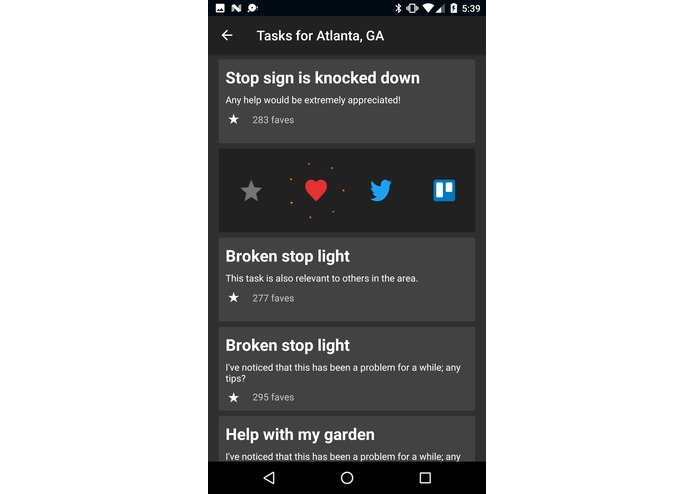 5:39
Tasks for Atlanta, GA
Stop sign is knocked down
Any help would be extremely appreciated!
283 faves
Broken stop light
This task is also relevant to others in the area.
277 faves
Broken stop light
I've noticed that this has been a problem for a while; any
tips?
295 faves
Help with my garden
I've noticed that this has been a problem for a while; any